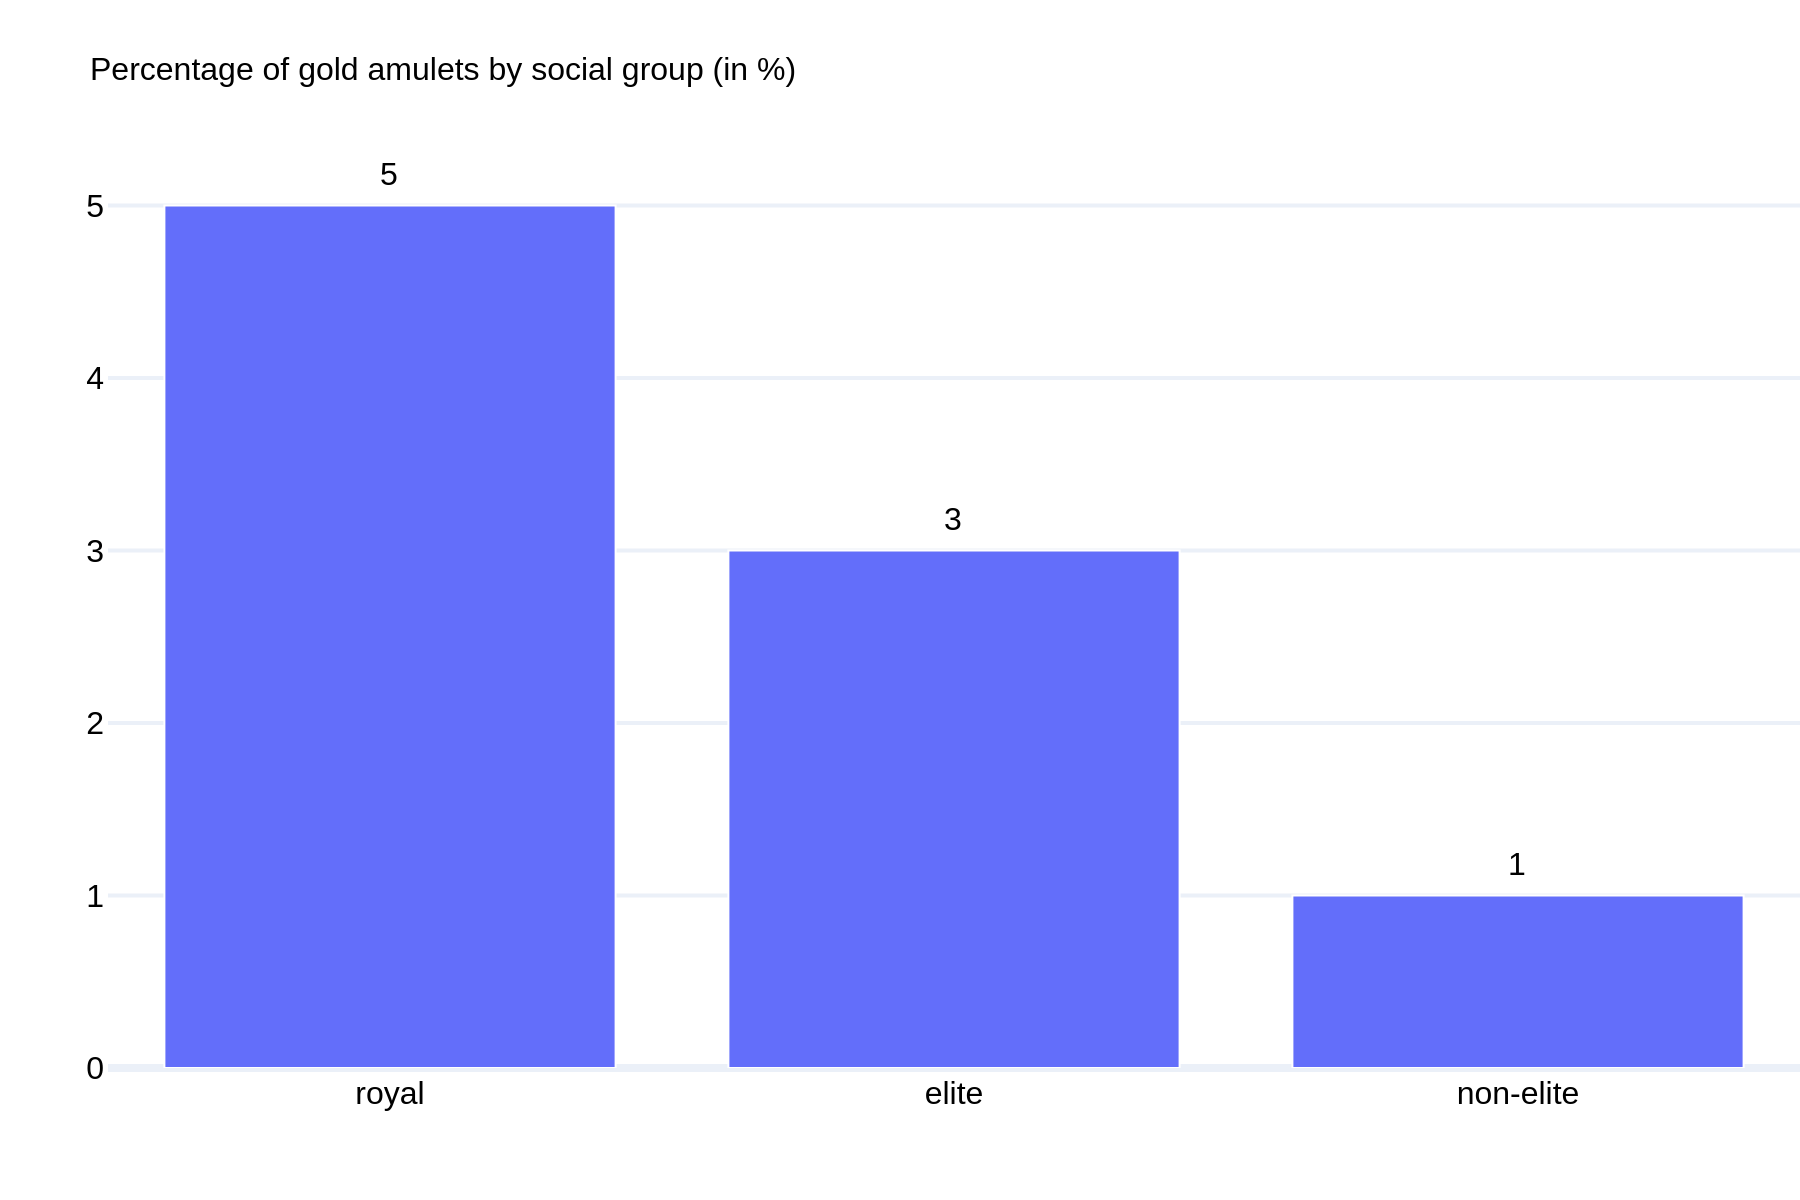 Percentage of gold amulets by social group (in %)
5
3
1
5
4
3
2
1
0
royal
elite
non-elite